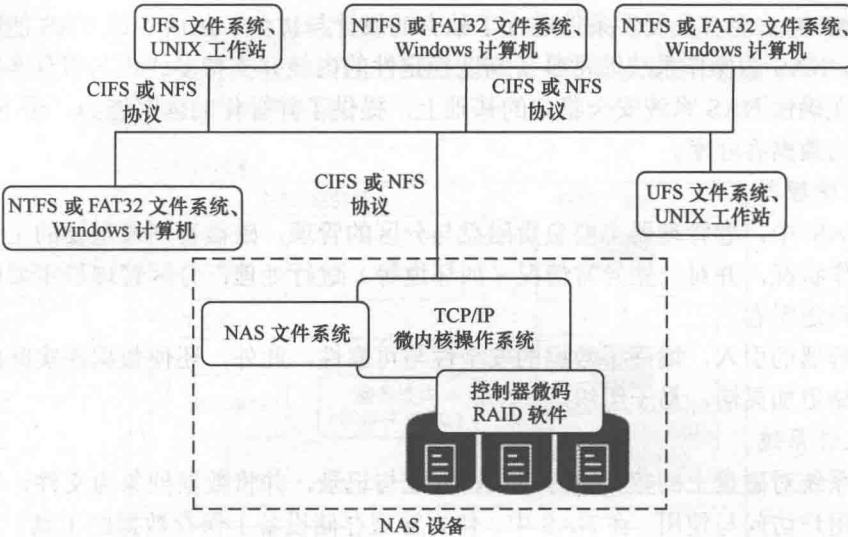 UFS 文件系统、
UNIX 工作站
NTFS 或 FAT32 文件系统、
Windows 计算机
NTFS 或 FAT32 文件系统、
Windows 计算机
CIFS 或 NFS
协议
CIFS 或 NFS
协议
NTFS 或 FAT32 文件系统、
Windows 计算机
CIFS 或 NFS
协议
UFS 文件系统、
UNIX 工作站
NAS 文件系统
TCP/IP
微内核操作系统
控制器微码
RAID 软件
NAS 设备